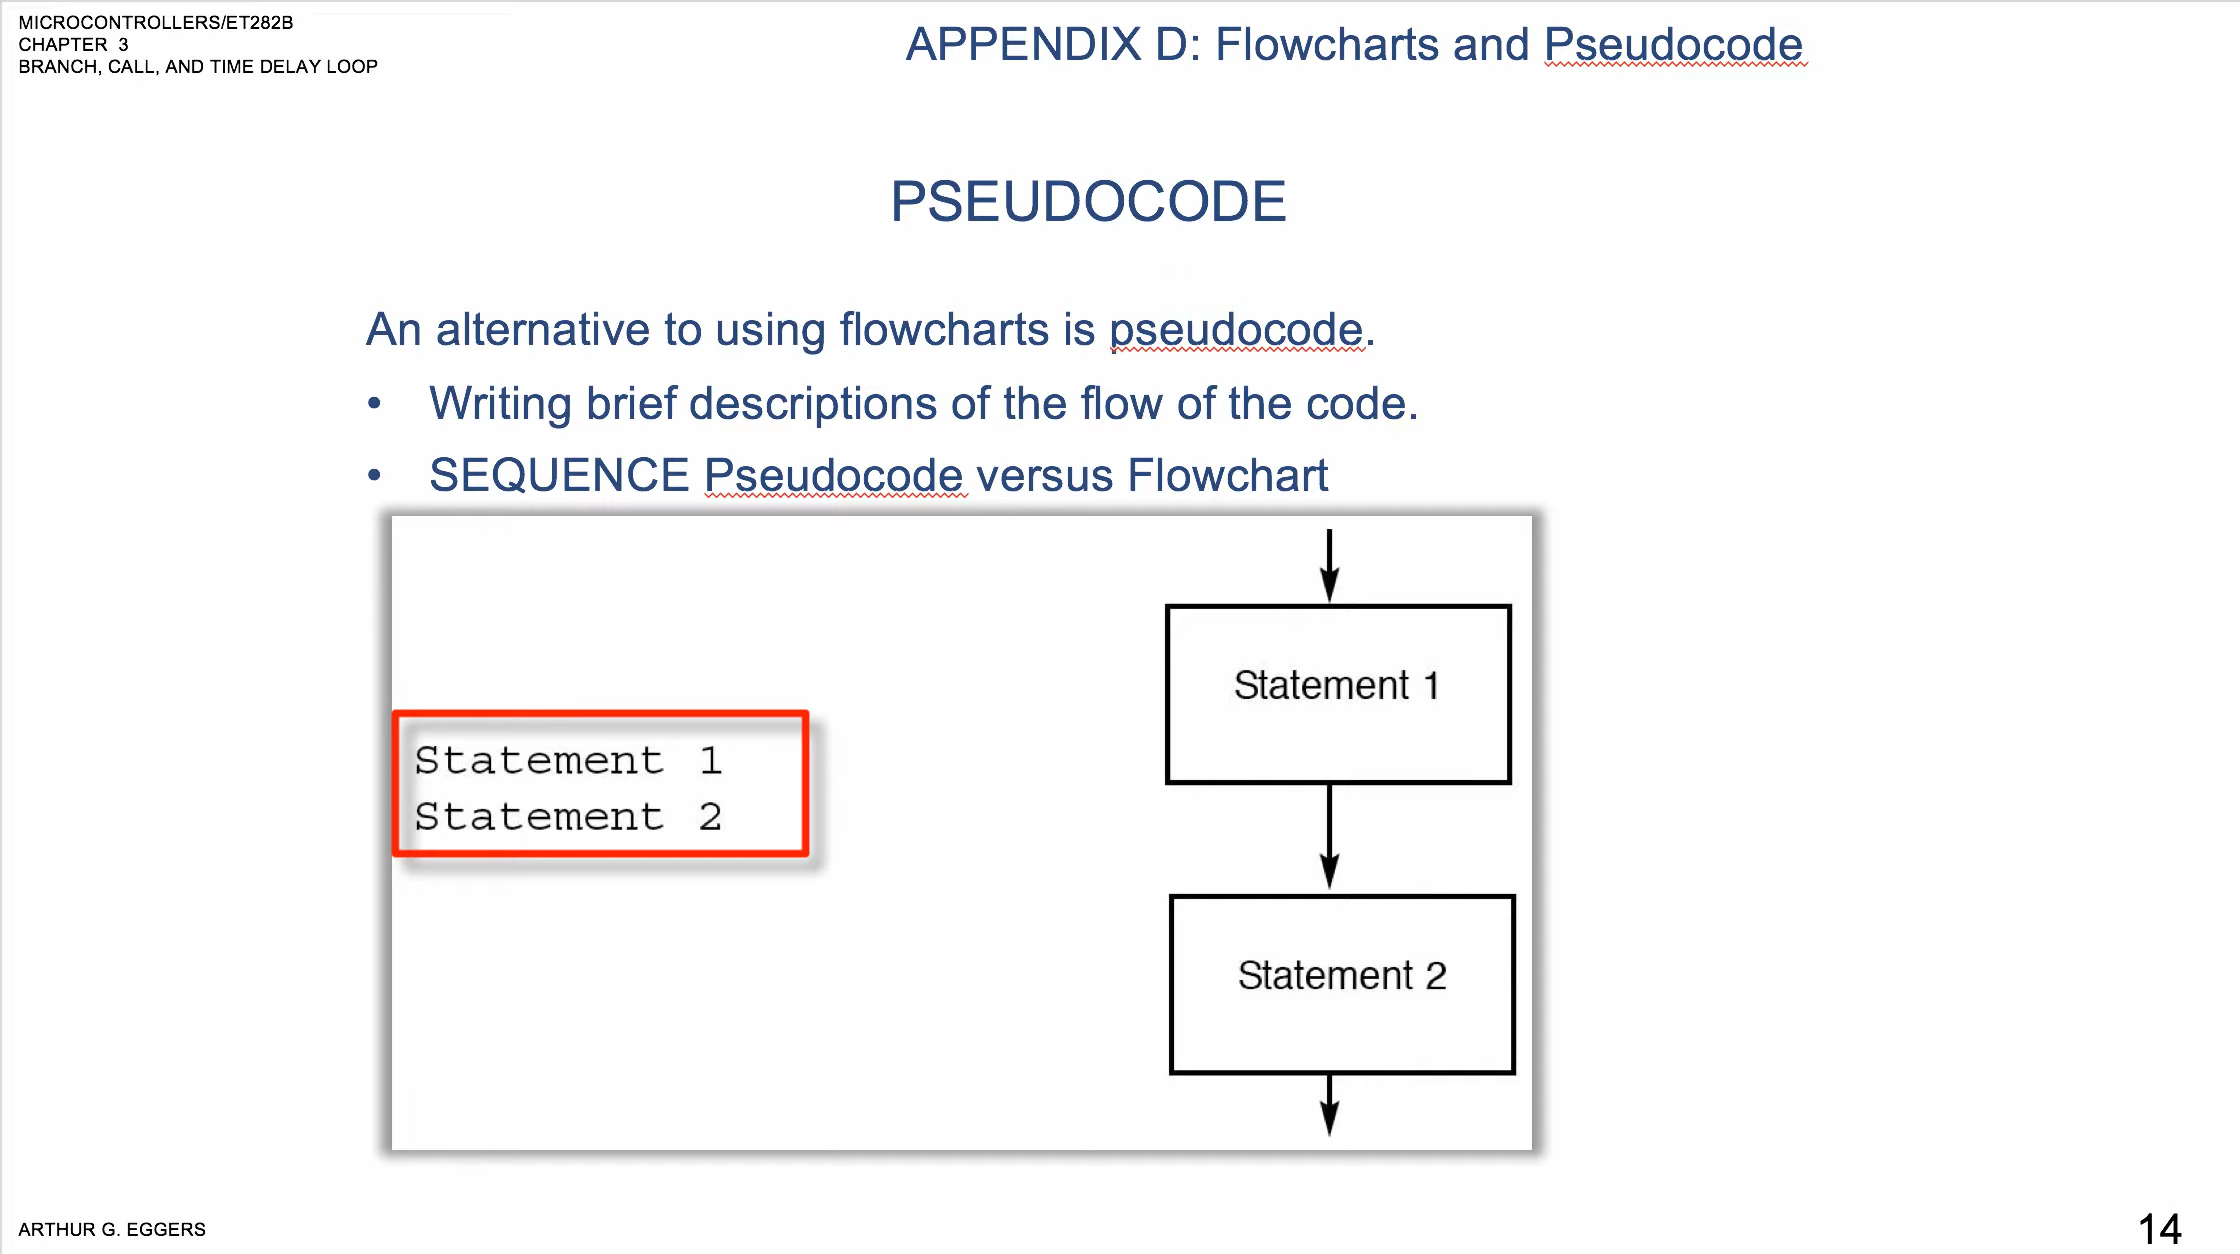 MICROCONTROLLERS/ET282B
CHAPTER 3
BRANCH, CALL, AND TIME DELAY LOOP
APPENDIX D: Flowcharts and Pseudocode
PSEUDOCODE
An alternative to using flowcharts is pseudocode.
• Writing brief descriptions of the flow of the code.
• SEQUENCE Pseudocode versus Flowchart
Statement 1
Statement 2
Statement 1
Statement 2
ARTHUR G. EGGERS
14